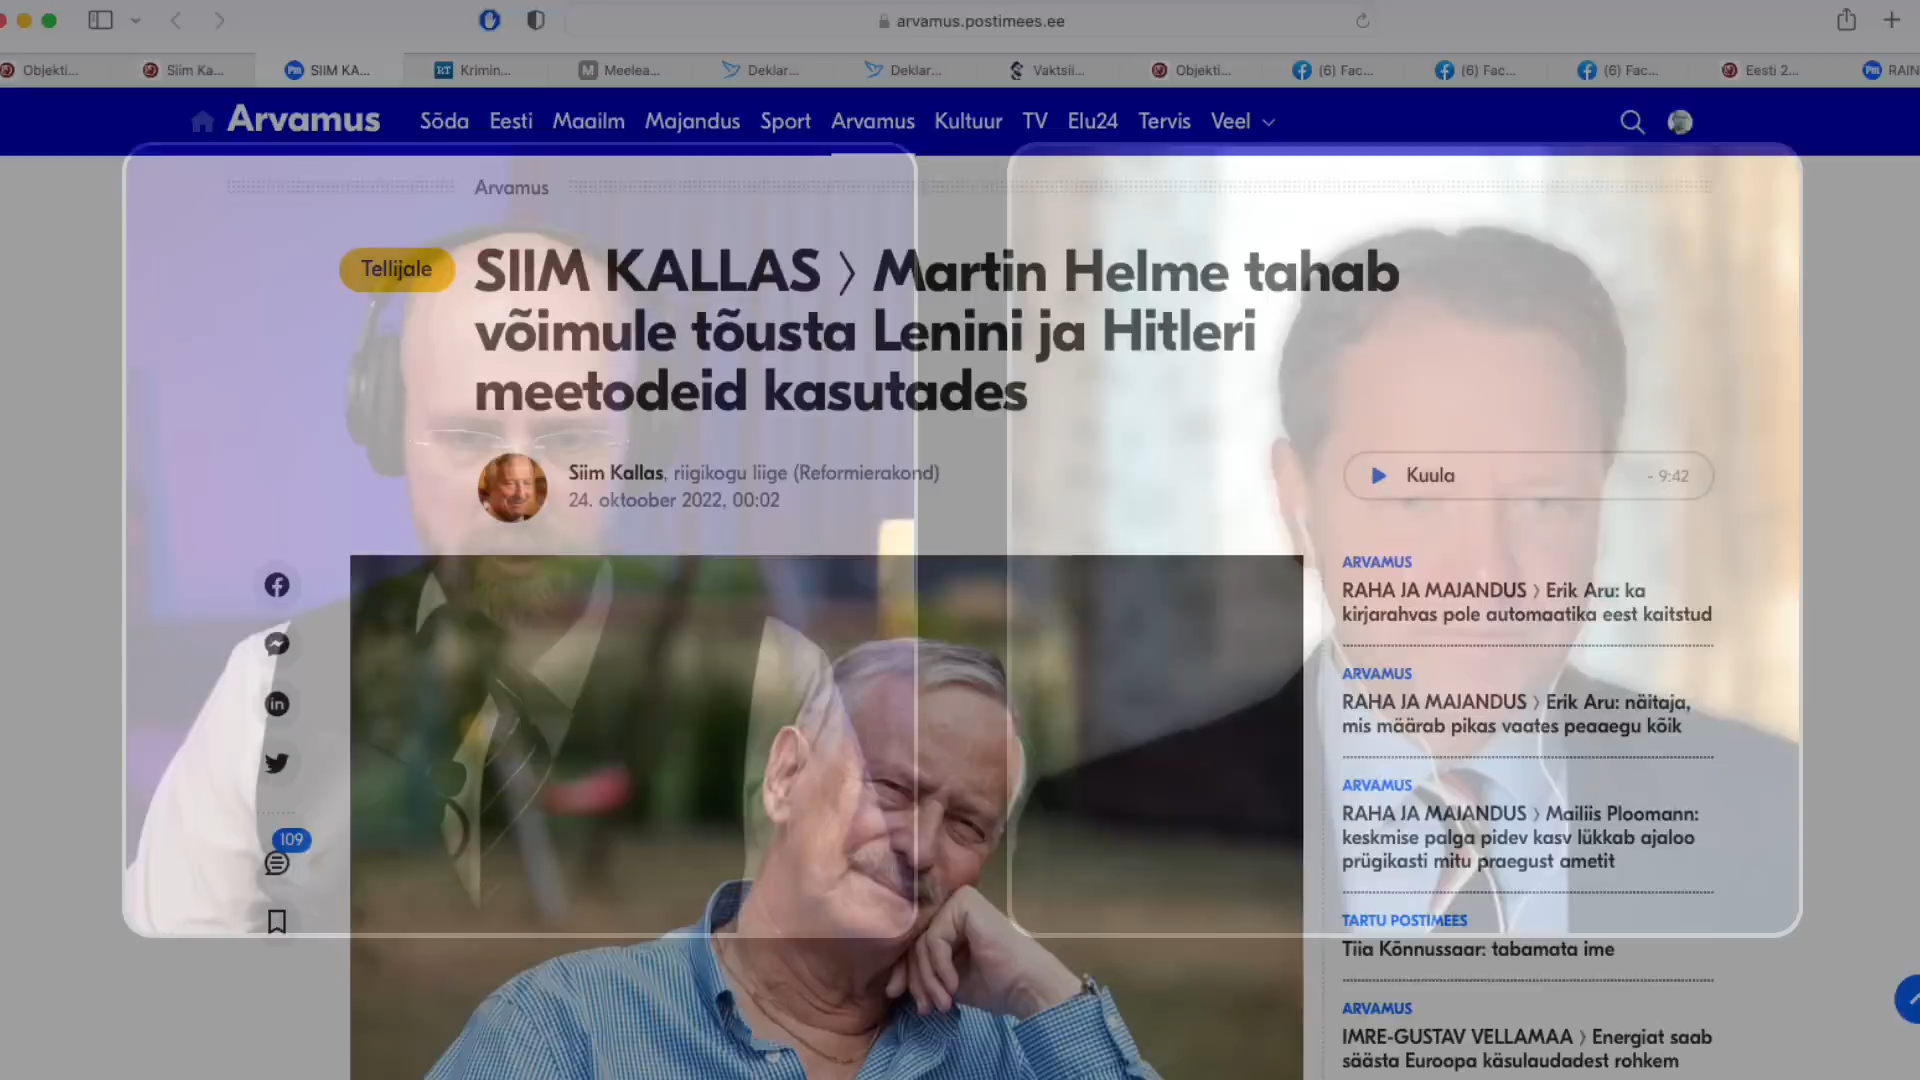 arvamus.postimees.ee
Objekti...
Siim Ka...
SIIM KA...
Krimin...
Meelea...
Deklar...
Deklar...
Vaktsii...
Objekti...
(6) Fac...
(6) Fac...
(6) Fac...
Eesti 2...
RAIN
Arvamus
Sõda Eesti Maailm Majandus Sport Arvamus Kultuur TV Elu24 Tervis Veel
Arvamus
Tellijale
SIIM KALLAS 〉 Martin Helme tahab
võimule tõusta Lenini ja Hitleri
meetodeid kasutades
Siim Kallas, riigikogu liige (Reformierakond)
24. oktoober 2022, 00:02
Kuula
- 9:42
109
ARVAMUS
RAHA JA MAJANDUS 〉 Erik Aru: ka
kirjarahvas pole automaatika eest kaitstud
ARVAMUS
RAHA JA MAJANDUS 〉 Erik Aru: näitaja,
mis määrab pikas vaates peaaegu kõik
ARVAMUS
RAHA JA MAJANDUS 〉 Mailiis Ploomann:
keskmise palga pidev kasv lükkab ajaloo
prügikasti mitu praegust ametit
TARTU POSTIMEES
Tiia Kõnnussaar: tabamata ime
ARVAMUS
IMRE-GUSTAV VELLAMAA 〉 Energiat saab
säästa Euroopa käsulaudadest rohkem